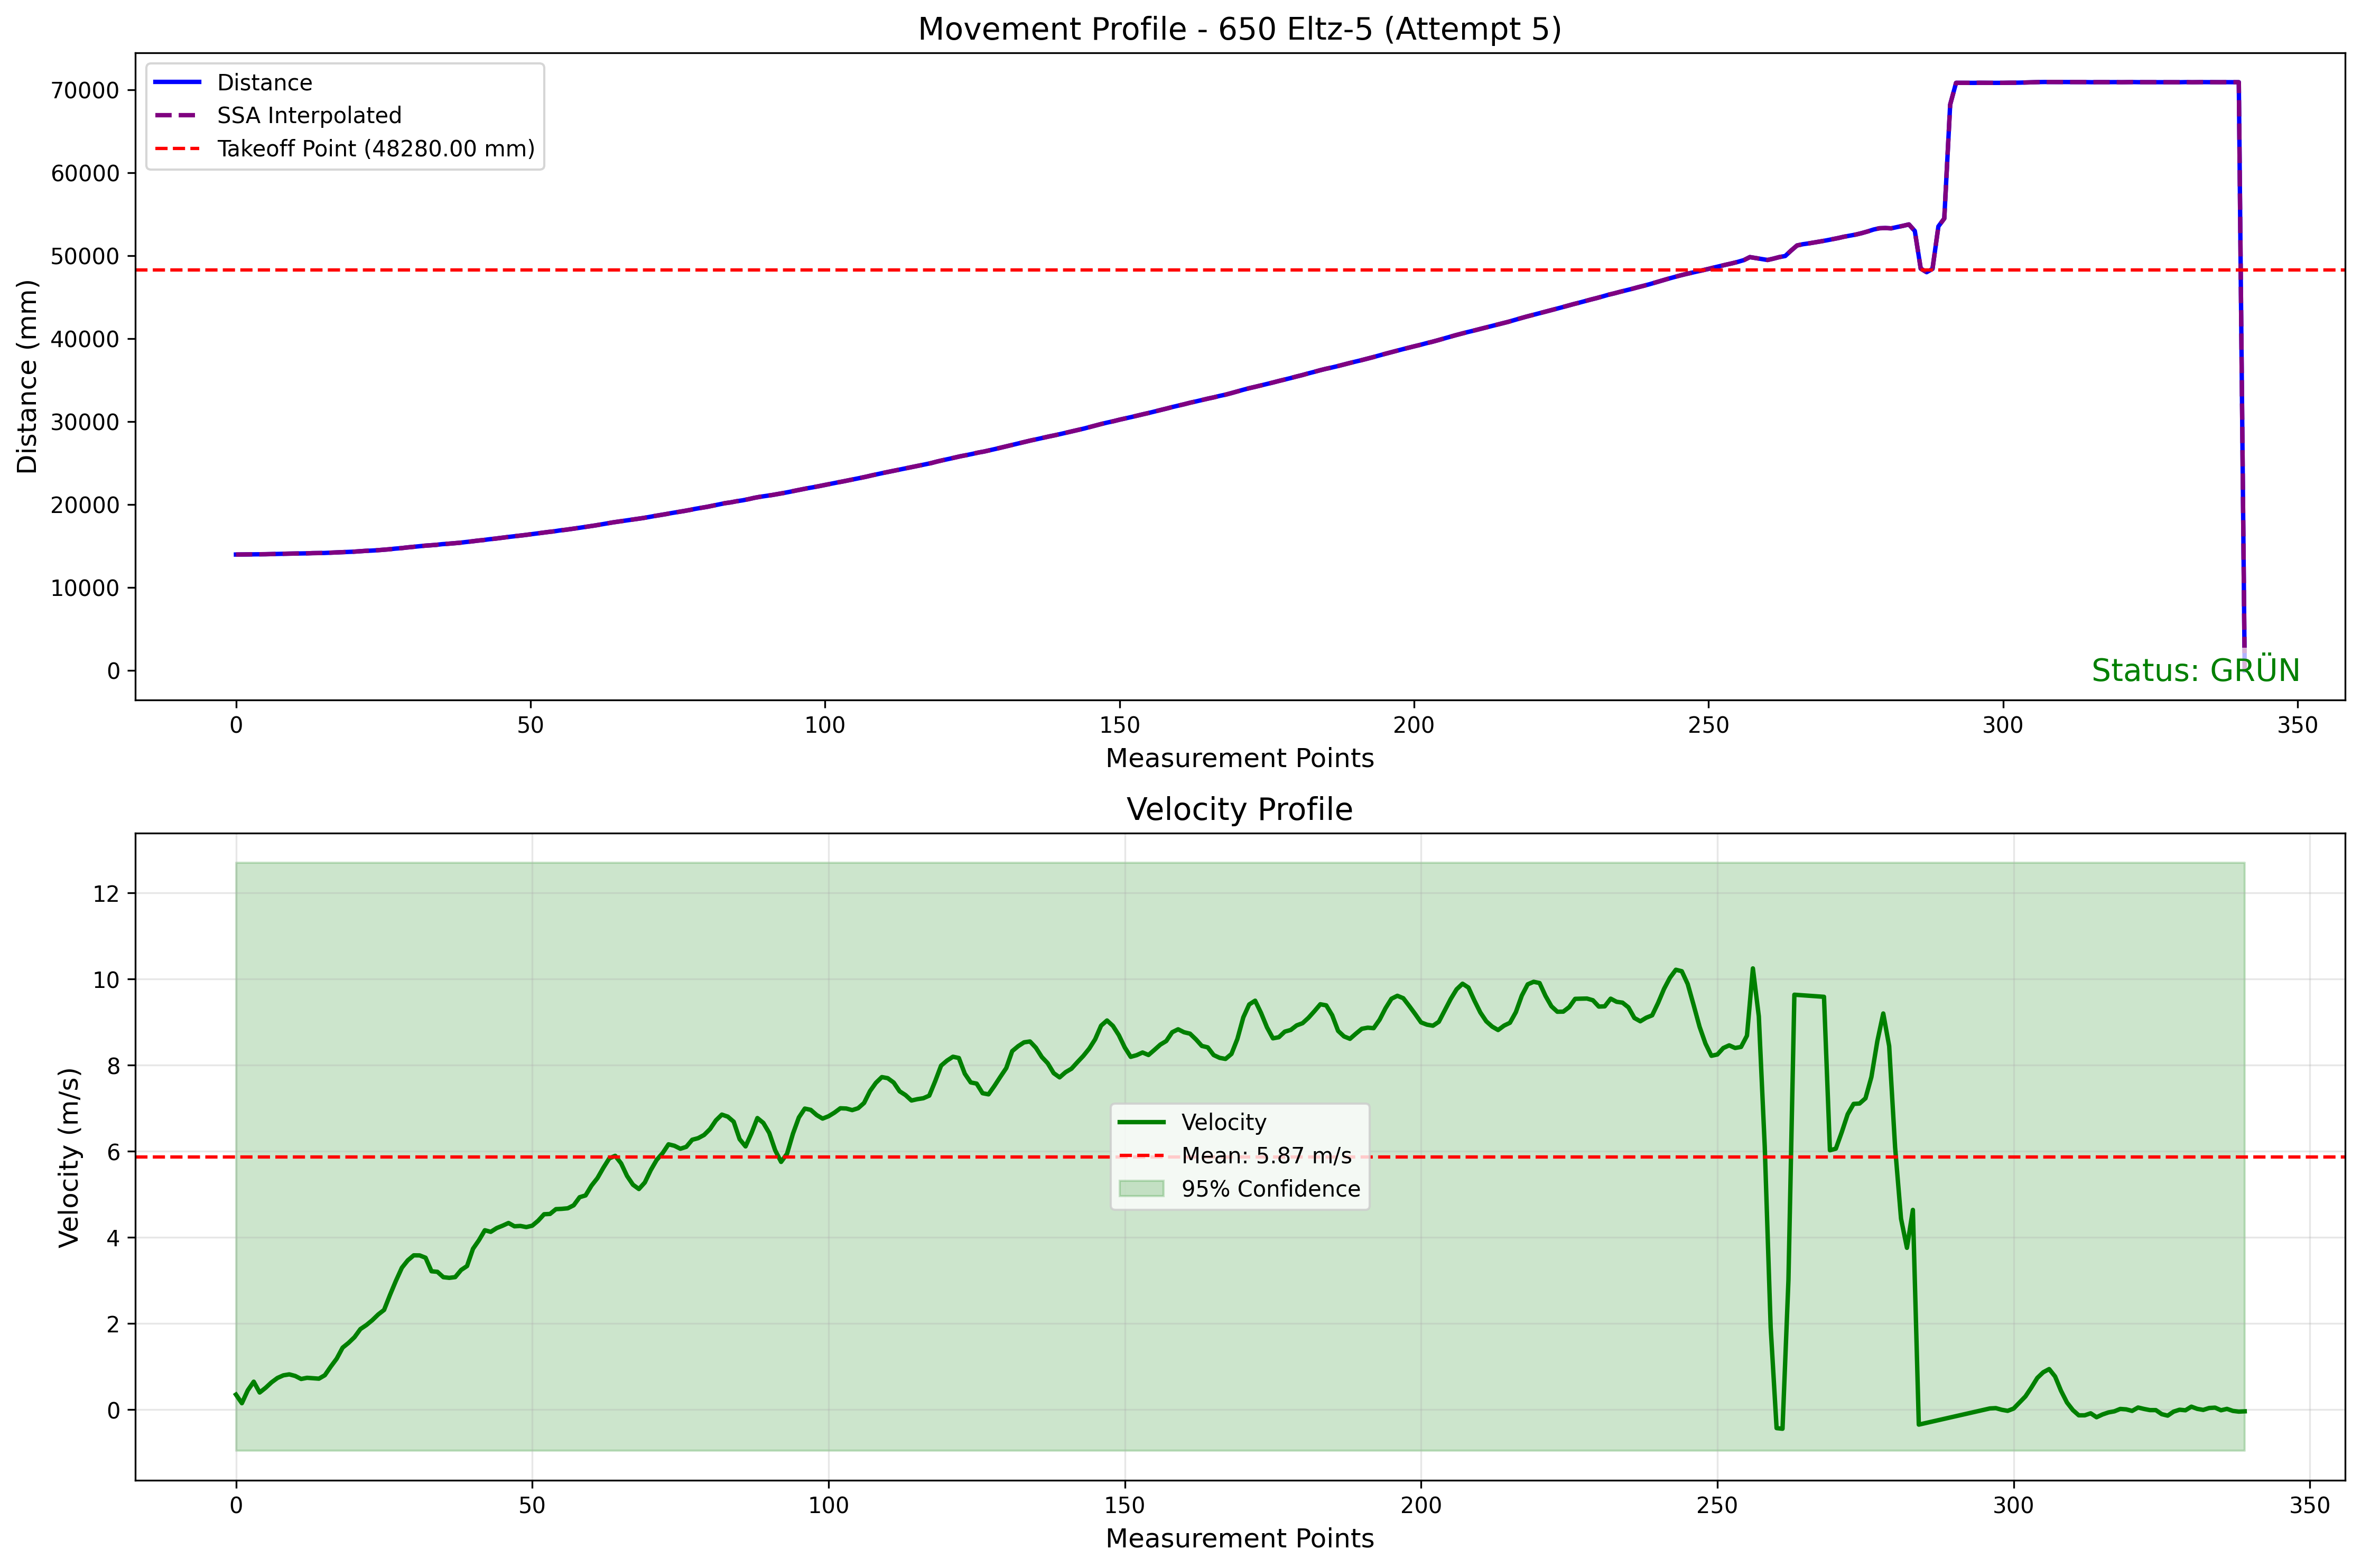 Movement Profile - 650 Eltz-5 (Attempt 5)
Distance
SSA Interpolated
Takeoff Point (48280.00 mm)
Distance (mm)
70000
60000
50000
40000
30000
20000
10000
0
Status: GRÜN
0 50 100 150 200 250 300 350
Measurement Points
Velocity Profile
Velocity (m/s)
12
10
8
6
4
2
0
Velocity
Mean: 5.87 m/s
95% Confidence
0 50 100 150 200 250 300 350
Measurement Points